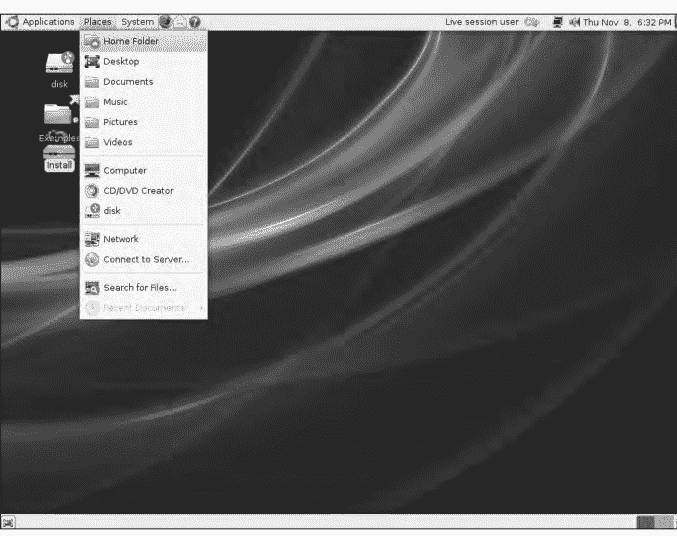 Applications Places System
Live session user
Thu Nov 8, 6:32 PM
disk
Examples
Install
Home Folder
Desktop
Documents
Music
Pictures
Videos
Computer
CD/DVD Creator
disk
Network
Connect to Server...
Search for Files...
Recent Documents